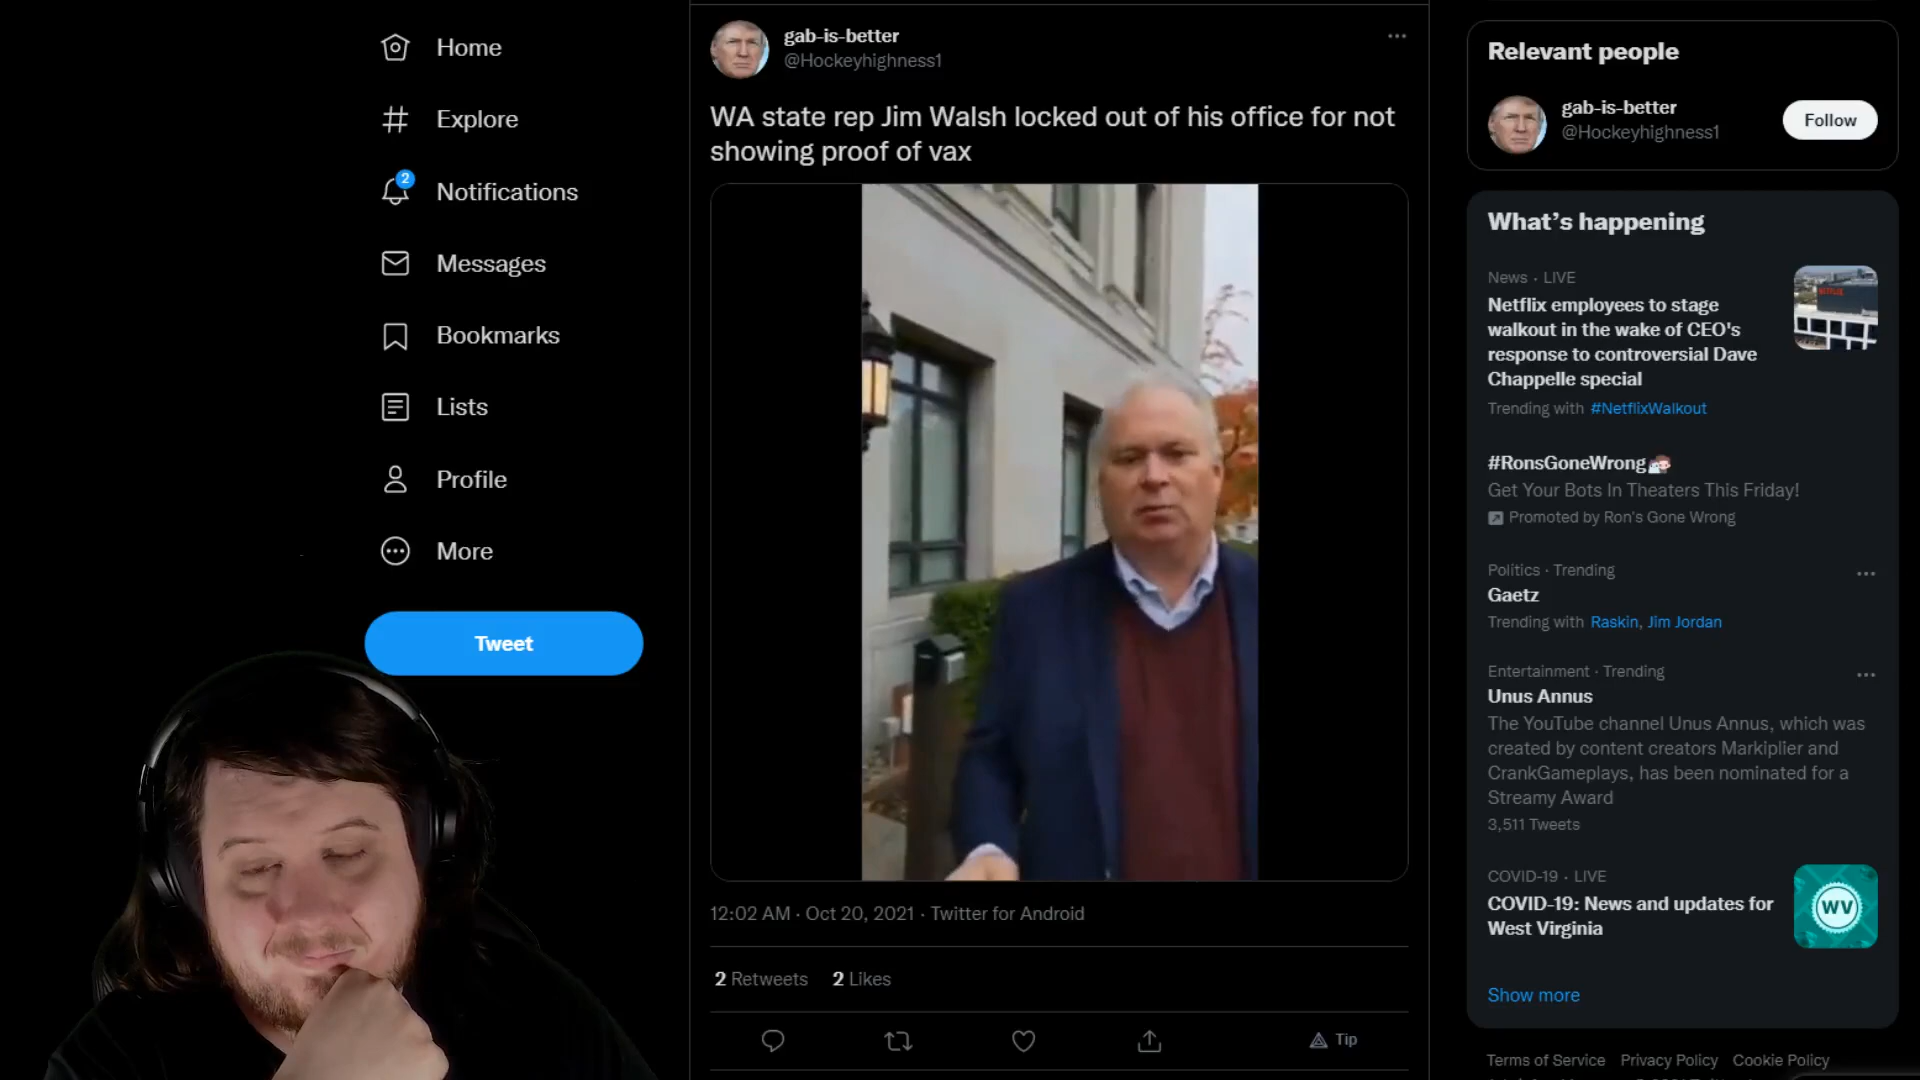 Home
Explore
2
Notifications
Messages
Bookmarks
Lists
Profile
More
Tweet
gab-is-better
@Hockeyhighness1
WA state rep Jim Walsh locked out of his office for not
showing proof of vax
12:02 AM · Oct 20, 2021 · Twitter for Android
2 Retweets 2 Likes
Tip
Relevant people
gab-is-better
@Hockeyhighness1
Follow
What's happening
News · LIVE
Netflix employees to stage
walkout in the wake of CEO's
response to controversial Dave
Chappelle special
Trending with #NetflixWalkout
NETFLIX
#RonsGoneWrong
Get Your Bots In Theaters This Friday!
Promoted by Ron's Gone Wrong
Politics · Trending
Gaetz
Trending with Raskin, Jim Jordan
Entertainment · Trending
Unus Annus
The YouTube channel Unus Annus, which was
created by content creators Markiplier and
CrankGameplays, has been nominated for a
Streamy Award
3,511 Tweets
COVID-19 · LIVE
COVID-19: News and updates for
West Virginia
WV
Show more
Terms of Service Privacy Policy Cookie Policy